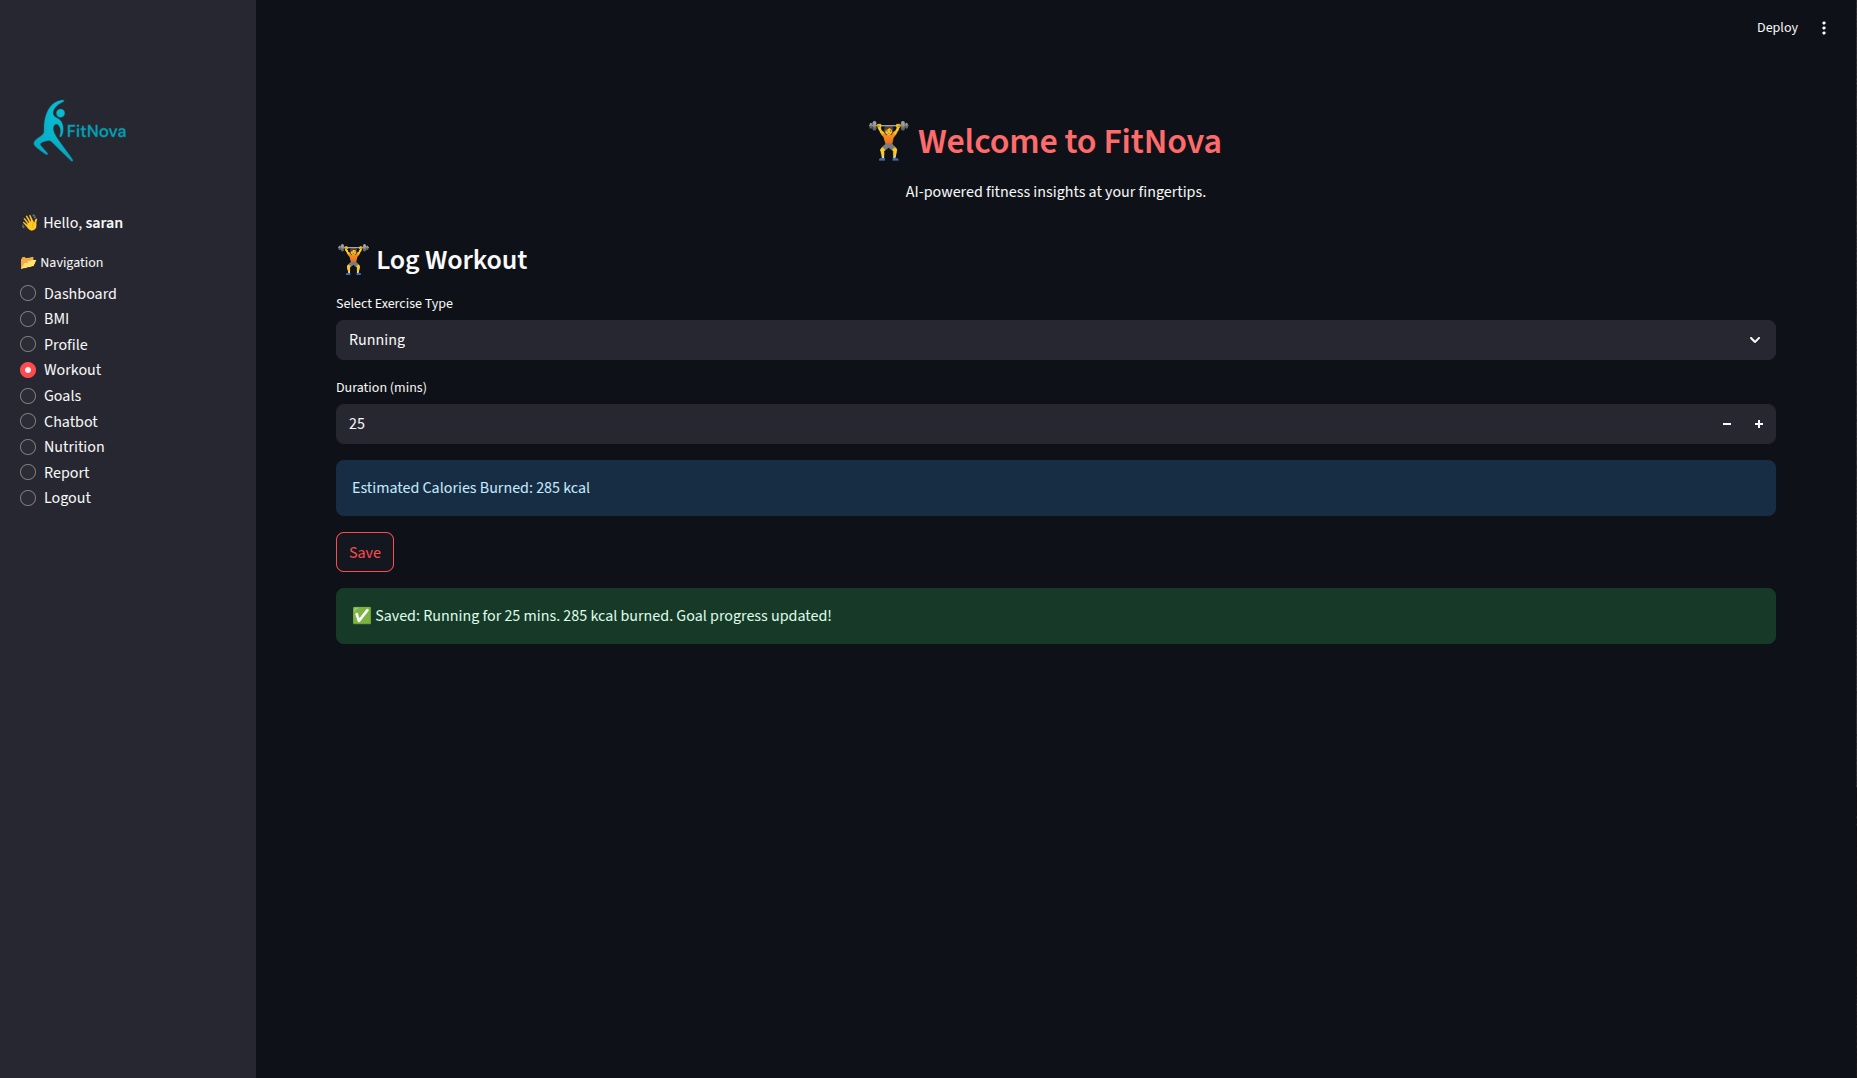 Deploy
FitNova
👋 Hello, saran
📂 Navigation
Dashboard
BMI
Profile
Workout
Goals
Chatbot
Nutrition
Report
Logout
🏋️ Welcome to FitNova
AI-powered fitness insights at your fingertips.
🏋️ Log Workout
Select Exercise Type
Running
Duration (mins)
25
Estimated Calories Burned: 285 kcal
Save
✅ Saved: Running for 25 mins. 285 kcal burned. Goal progress updated!